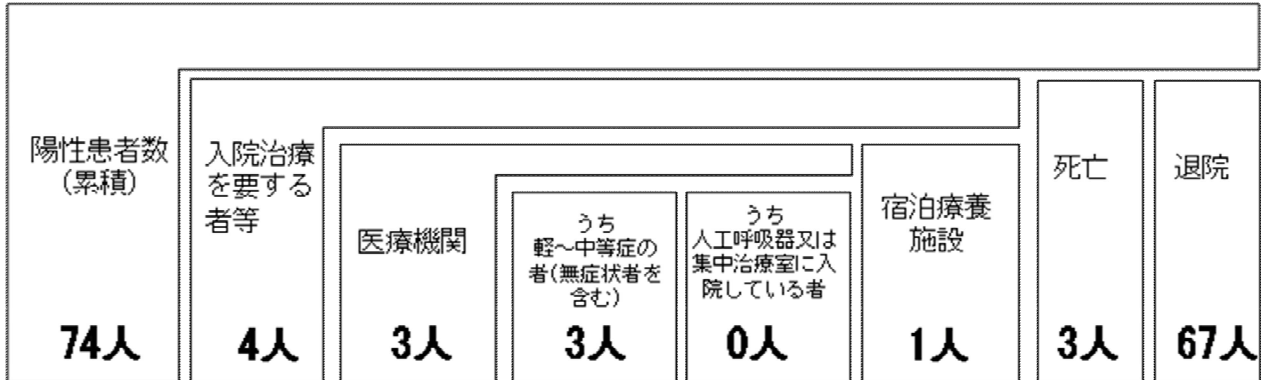 陽性患者数
(累積)
74人
入院治療
を要する
者等
4人
医療機関
3人
うち
軽～中等症の
者(無症状者を
含む)
3人
うち
人工呼吸器又は
集中治療室に入
院している者
0人
宿泊療養
施設
1人
死亡
3人
退院
67人